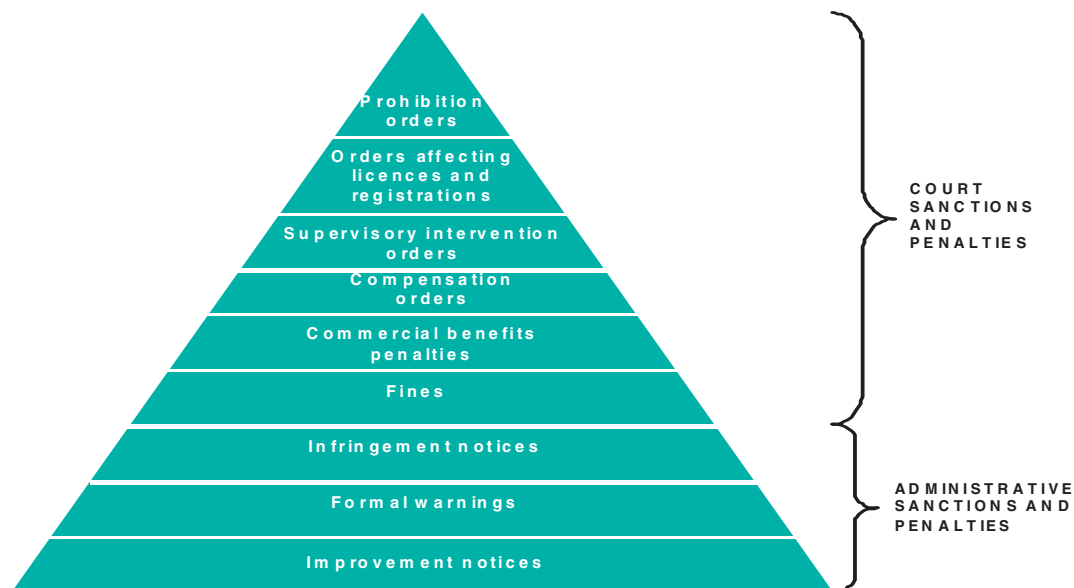 Prohibition
orders
Orders affecting
licences and
registrations
Supervisory intervention
orders
Compensation
orders
Commercial benefits
penalties
Fines
Infringement notices
Formal warnings
Improvement notices
COURT
SANCTIONS
AND
PENALTIES
ADMINISTRATIVE
SANCTIONS AND
PENALTIES